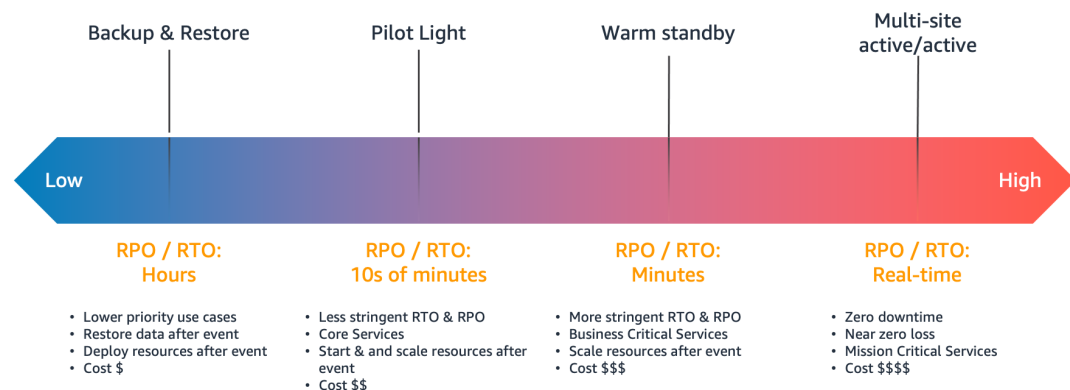 Backup & Restore
Pilot Light
Warm standby
Multi-site
active/active
Low
High
RPO / RTO:
Hours
RPO / RTO:
10s of minutes
RPO / RTO:
Minutes
RPO / RTO:
Real-time
• Lower priority use cases
• Restore data after event
• Deploy resources after event
• Cost $
• Less stringent RTO & RPO
• Core Services
• Start & and scale resources after
event
• Cost $$
• More stringent RTO & RPO
• Business Critical Services
• Scale resources after event
• Cost $$$
• Zero downtime
• Near zero loss
• Mission Critical Services
• Cost $$$$